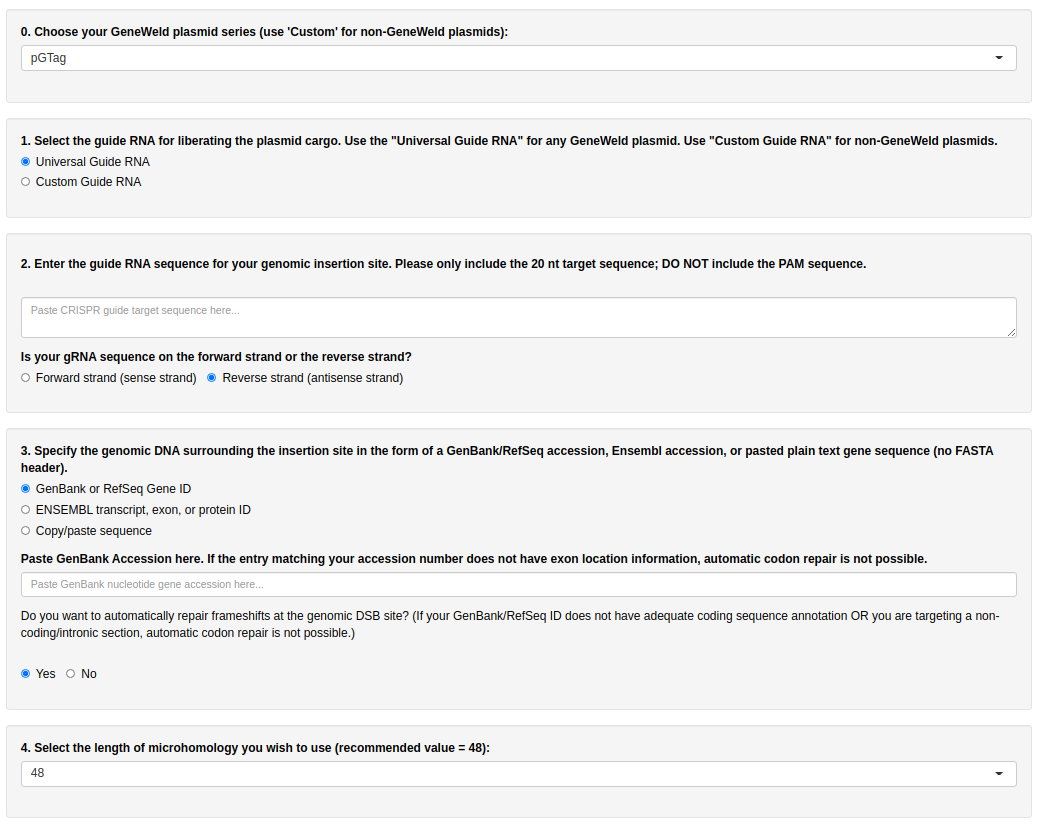 0. Choose your GeneWeld plasmid series (use 'Custom' for non-GeneWeld plasmids):
pGTag
1. Select the guide RNA for liberating the plasmid cargo. Use the "Universal Guide RNA" for any GeneWeld plasmid. Use "Custom Guide RNA" for non-GeneWeld plasmids.
Universal Guide RNA
Custom Guide RNA
2. Enter the guide RNA sequence for your genomic insertion site. Please only include the 20 nt target sequence; DO NOT include the PAM sequence.
Paste CRISPR guide target sequence here...
Is your gRNA sequence on the forward strand or the reverse strand?
Forward strand (sense strand) Reverse strand (antisense strand)
3. Specify the genomic DNA surrounding the insertion site in the form of a GenBank/RefSeq accession, Ensembl accession, or pasted plain text gene sequence (no FASTA
header).
GenBank or RefSeq Gene ID
ENSEMBL transcript, exon, or protein ID
Copy/paste sequence
Paste GenBank Accession here. If the entry matching your accession number does not have exon location information, automatic codon repair is not possible.
Paste GenBank nucleotide gene accession here...
Do you want to automatically repair frameshifts at the genomic DSB site? (If your GenBank/RefSeq ID does not have adequate coding sequence annotation OR you are targeting a non-
coding/intronic section, automatic codon repair is not possible.)
Yes No
4. Select the length of microhomology you wish to use (recommended value = 48):
48